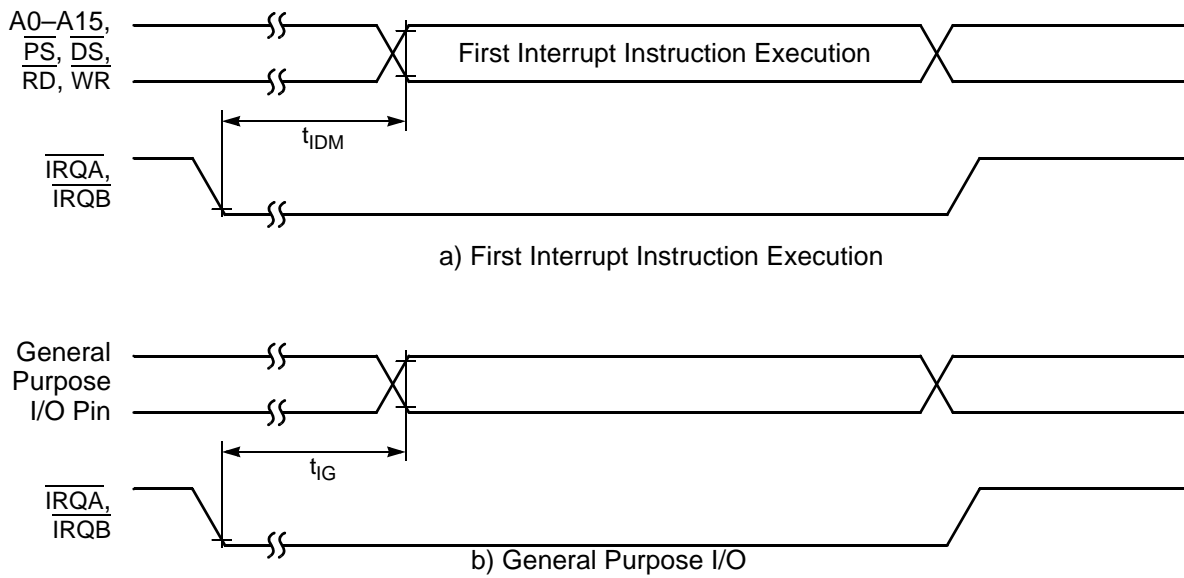 A0–A15,
PS, DS,
RD, WR
First Interrupt Instruction Execution
tIDM
IRQA,
IRQB
a) First Interrupt Instruction Execution
General
Purpose
I/O Pin
tIG
IRQA,
IRQB
b) General Purpose I/O